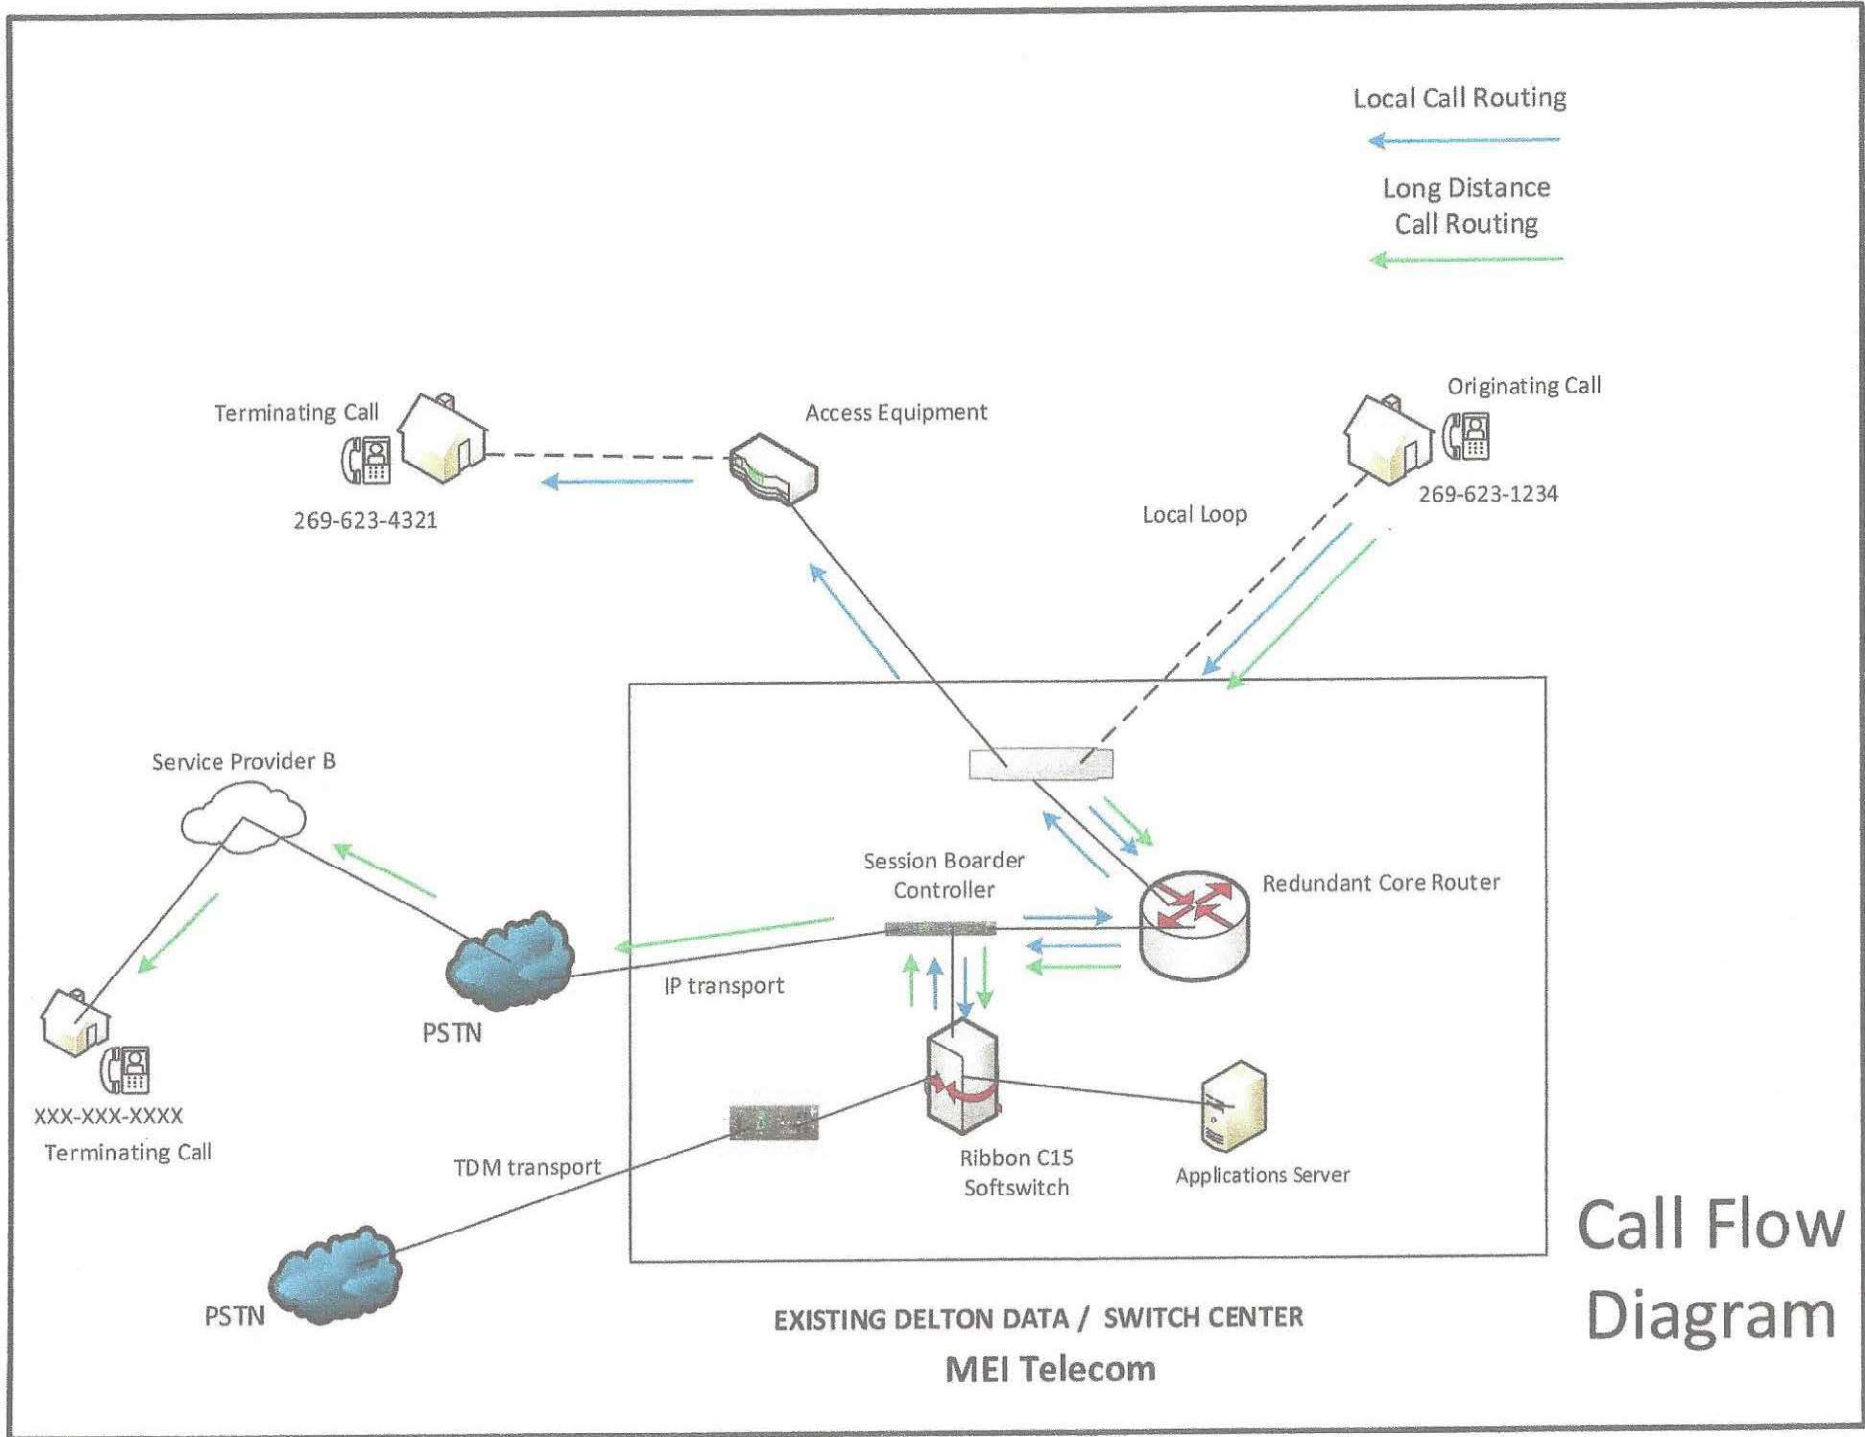 Local Call Routing
Long Distance
Call Routing
Originating Call
Terminating Call
Access Equipment
269-623-1234
Local Loop
269-623-4321
Service Provider B
Session Boarder
Controller
Redundant Core Router
IP transport
PSTN
XXX-XXX-XXXX
Terminating Call
TDM transport
Ribbon C15
Softswitch
Applications Server
PSTN
EXISTING DELTON DATA / SWITCH CENTER
MEI Telecom
Call Flow
Diagram